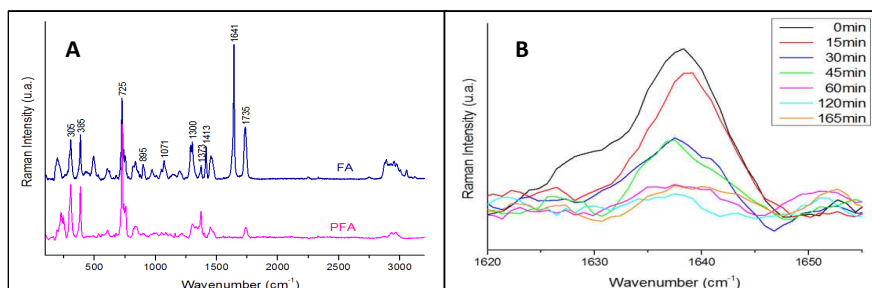 A
Raman Intensity (u.a.)
305
385
725
895
1071
1300
1373
1413
1641
1735
FA
PFA
500
1000
1500
2000
2500
3000
Wavenumber (cm⁻¹)
B
Raman Intensity (u.a.)
0min
15min
30min
45min
60min
120min
165min
1620
1630
1640
1650
Wavenumber (cm⁻¹)